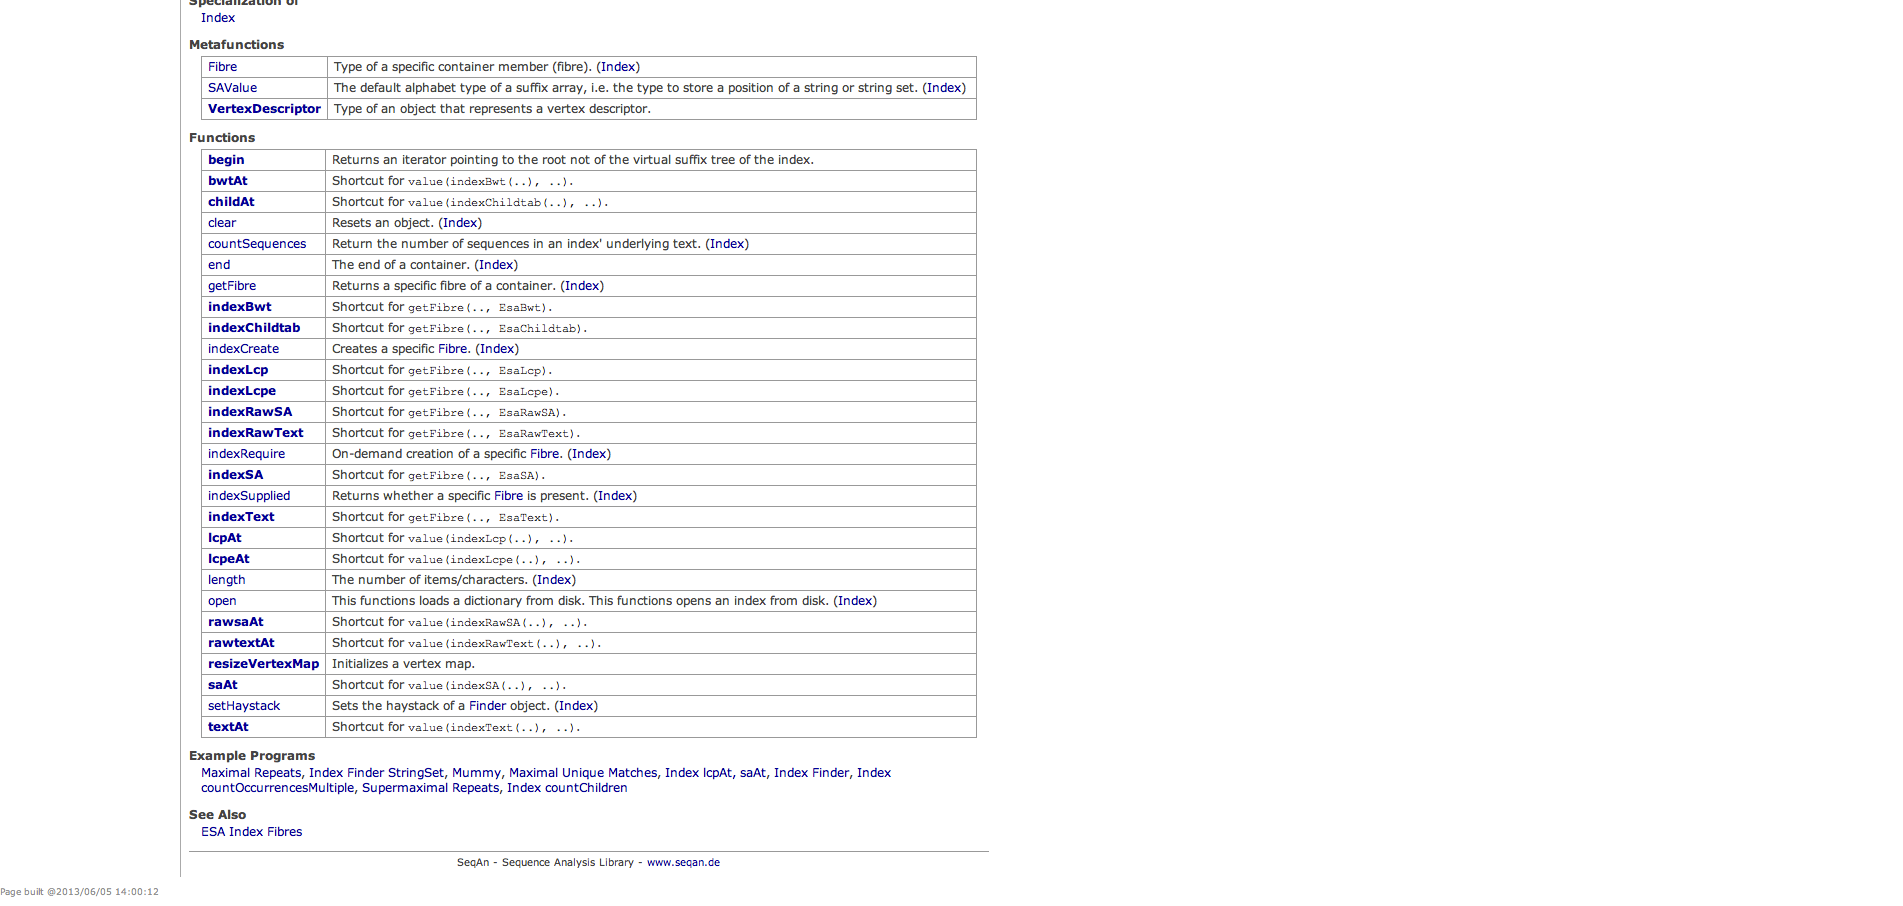 Specialization of
Index
Metafunctions
Fibre Type of a specific container member (fibre). (Index)
SAValue The default alphabet type of a suffix array, i.e. the type to store a position of a string or string set. (Index)
VertexDescriptor Type of an object that represents a vertex descriptor.
Functions
begin Returns an iterator pointing to the root not of the virtual suffix tree of the index.
bwtAt Shortcut for value(indexBwt(..), ..).
childAt Shortcut for value(indexChildtab(..), ..).
clear Resets an object. (Index)
countSequences Return the number of sequences in an index' underlying text. (Index)
end The end of a container. (Index)
getFibre Returns a specific fibre of a container. (Index)
indexBwt Shortcut for getFibre(.., EsaBwt).
indexChildtab Shortcut for getFibre(.., EsaChildtab).
indexCreate Creates a specific Fibre. (Index)
indexLcp Shortcut for getFibre(.., EsaLcp).
indexLcpe Shortcut for getFibre(.., EsaLcpe).
indexRawSA Shortcut for getFibre(.., EsaRawSA).
indexRawText Shortcut for getFibre(.., EsaRawText).
indexRequire On-demand creation of a specific Fibre. (Index)
indexSA Shortcut for getFibre(.., EsaSA).
indexSupplied Returns whether a specific Fibre is present. (Index)
indexText Shortcut for getFibre(.., EsaText).
lcpAt Shortcut for value(indexLcp(..), ..).
lcpeAt Shortcut for value(indexLcpe(..), ..).
length The number of items/characters. (Index)
open This functions loads a dictionary from disk. This functions opens an index from disk. (Index)
rawsaAt Shortcut for value(indexRawSA(..), ..).
rawtextAt Shortcut for value(indexRawText(..), ..).
resizeVertexMap Initializes a vertex map.
saAt Shortcut for value(indexSA(..), ..).
setHaystack Sets the haystack of a Finder object. (Index)
textAt Shortcut for value(indexText(..), ..).
Example Programs
Maximal Repeats, Index Finder StringSet, Mummy, Maximal Unique Matches, Index lcpAt, saAt, Index Finder, Index
countOccurrencesMultiple, Supermaximal Repeats, Index countChildren
See Also
ESA Index Fibres
SeqAn - Sequence Analysis Library - www.seqan.de
Page built @2013/06/05 14:00:12